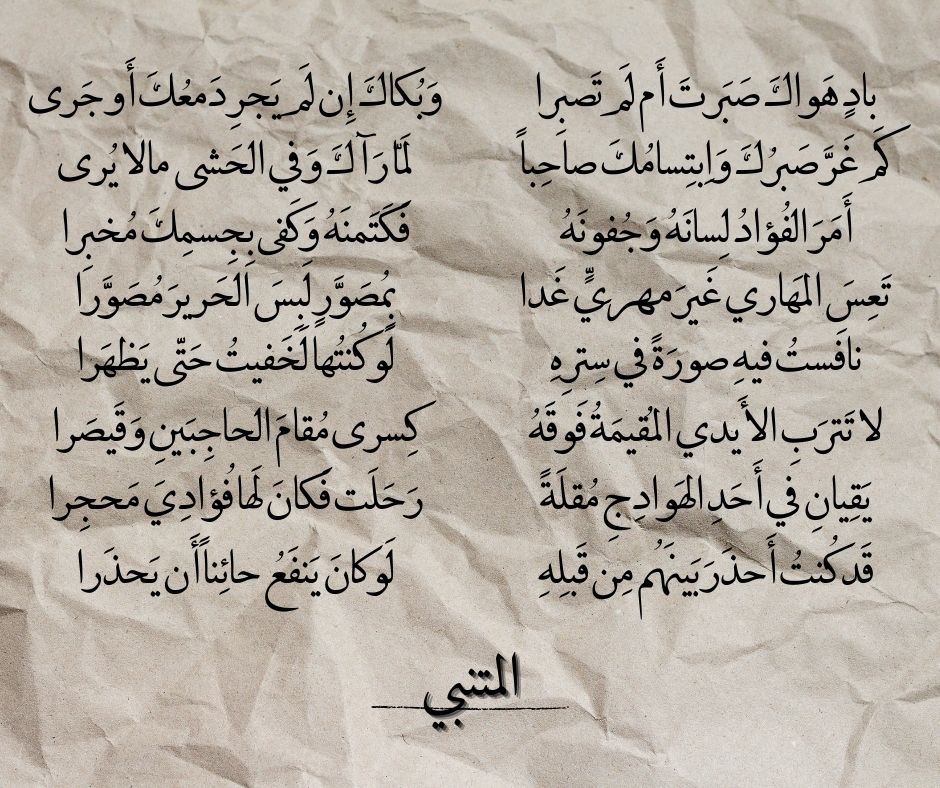 بادٍ هَواكَ صَبَرتَ أَم لَم تَصبِرا وَبُكاكَ إِن لَم يَجرِ دَمعُكَ أَو جَرى
كَم غَرَّ صَبرُكَ وَاِبتِسامُكَ صاحِباً لَمّا رَآكَ وَفي الحَشى مالا يُرى
أَمَرَ الفُؤادُ لِسانَهُ وَجُفونَهُ فَكَتَمنَهُ وَكَفى بِجِسمِكَ مُخبِرا
تَعِسَ المَهاري غَيرَ مهريٍّ غَدا بِمُصَوَّرٍ لَبِسَ الحَريرَ مُصَوَّرا
نافَستُ فيهِ صورَةً في سِترِهِ لَو كُنتُها لَخَفيتُ حَتّى يَظهَرا
لا تَترَبِ الأَيدي المُقيمَةُ فَوقَهُ كِسرى مُقامَ الحاجِبَينِ وَقَيصَرا
يَقِيانِ في أَحَدِ الهَوادِجِ مُقلَةً رَحَلَت فَكانَ لَها فُؤادِيَ مَحجِرا
قَد كُنتُ أَحذَرُ بَينَهُم مِن قَبلِهِ لَو كانَ يَنفَعُ حائِناً أَن يَحذَرا
المتنبي